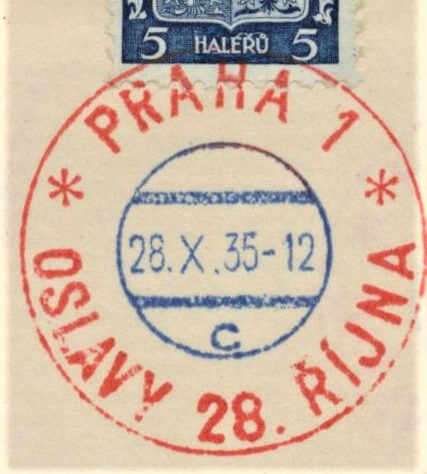 5 HALÉŘŮ 5
PRAHA 1
28.X.35-12
C
* OSLAVY 28. ŘÍJNA *